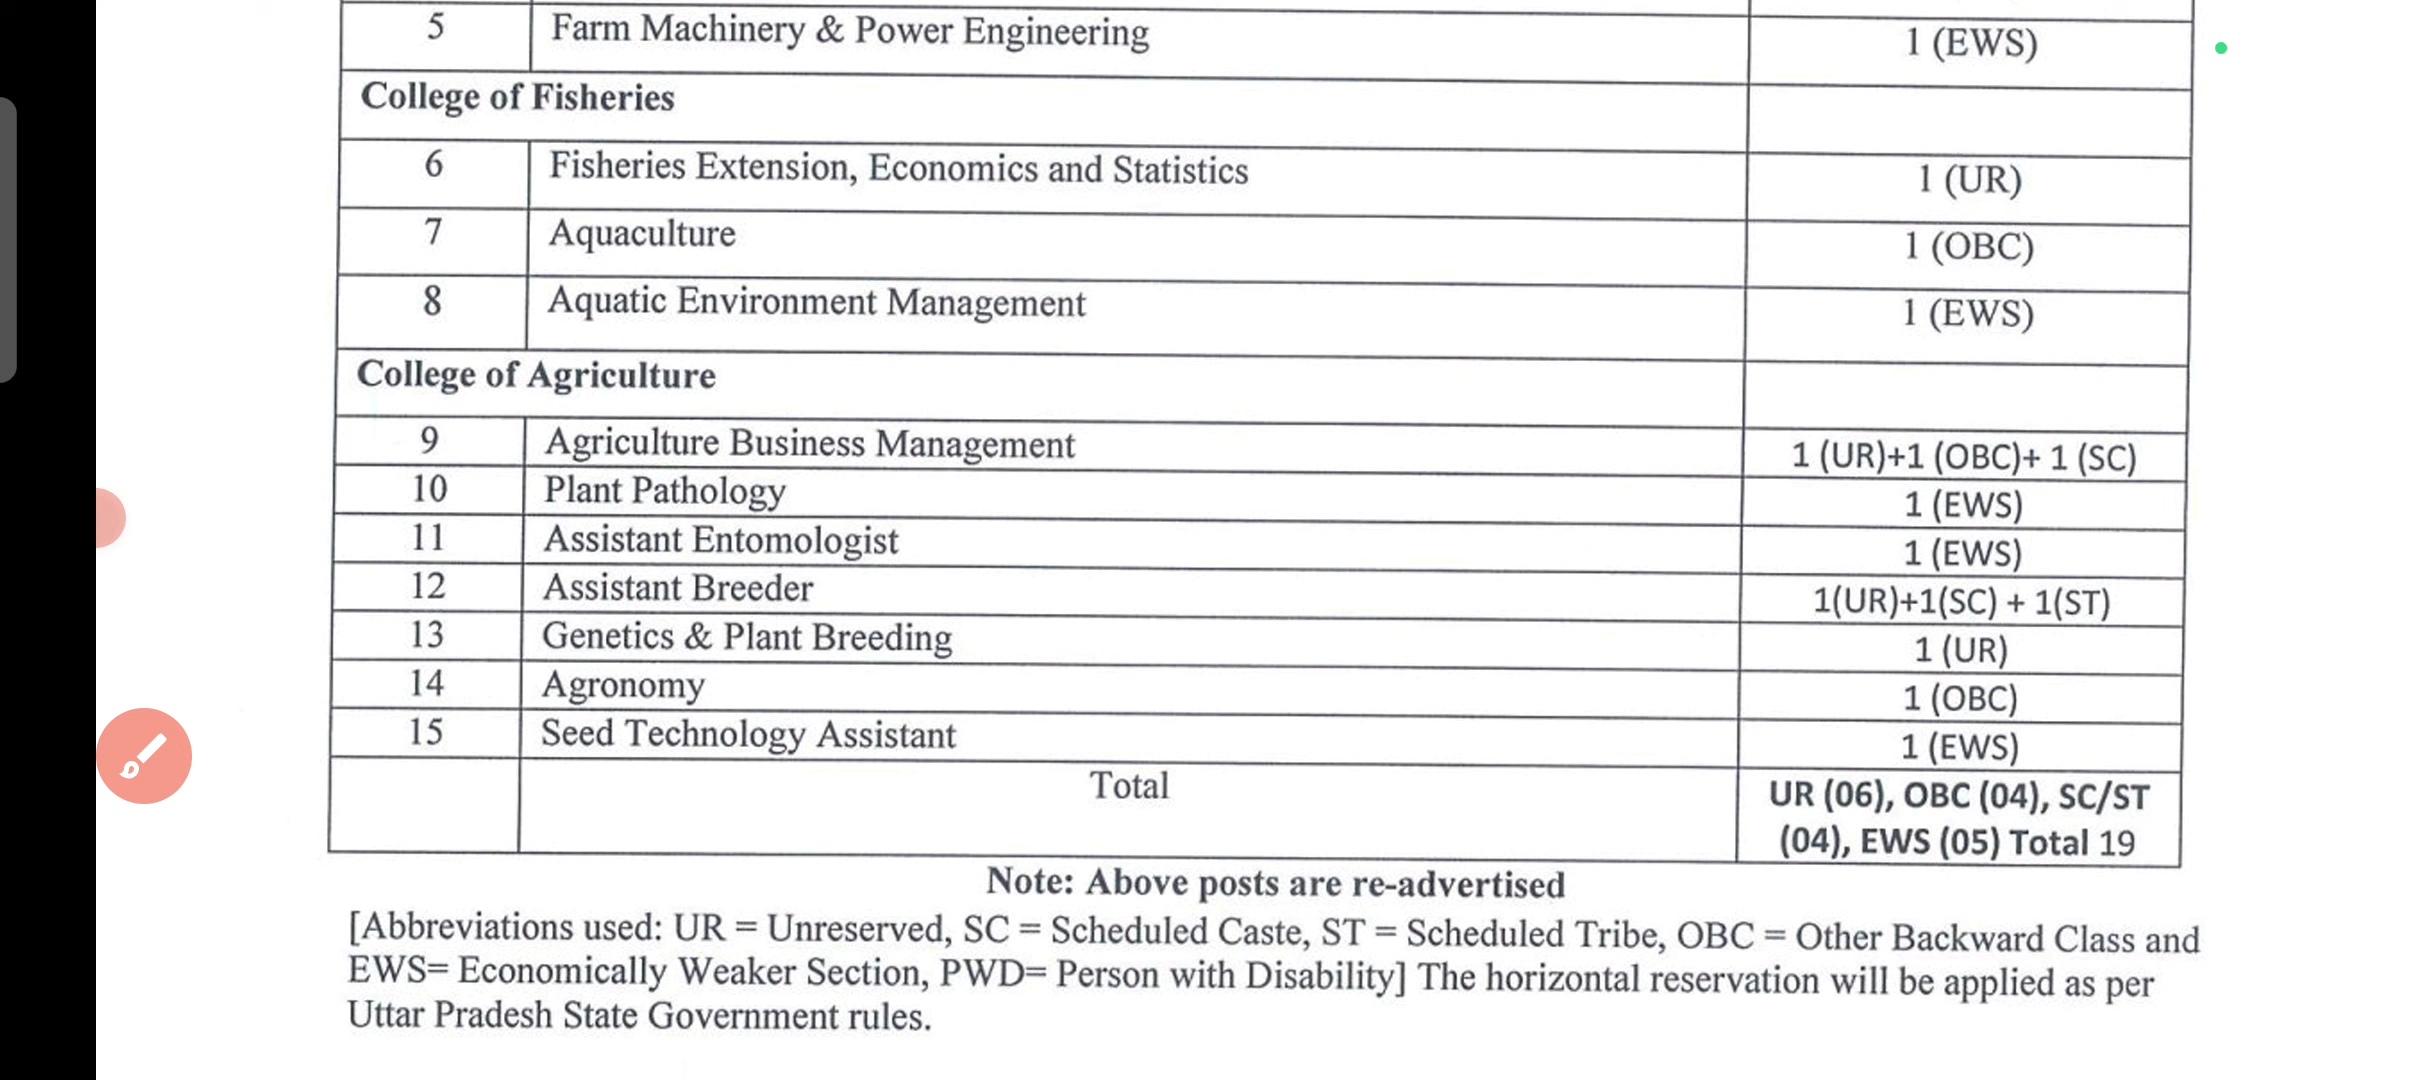 5 Farm Machinery & Power Engineering 1 (EWS)
College of Fisheries
6 Fisheries Extension, Economics and Statistics 1 (UR)
7 Aquaculture 1 (OBC)
8 Aquatic Environment Management 1 (EWS)
College of Agriculture
9 Agriculture Business Management 1 (UR)+1 (OBC)+ 1 (SC)
10 Plant Pathology 1 (EWS)
11 Assistant Entomologist 1 (EWS)
12 Assistant Breeder 1(UR)+1(SC) + 1(ST)
13 Genetics & Plant Breeding 1 (UR)
14 Agronomy 1 (OBC)
15 Seed Technology Assistant 1 (EWS)
Total UR (06), OBC (04), SC/ST
(04), EWS (05) Total 19
Note: Above posts are re-advertised
[Abbreviations used: UR = Unreserved, SC = Scheduled Caste, ST = Scheduled Tribe, OBC = Other Backward Class and
EWS= Economically Weaker Section, PWD= Person with Disability] The horizontal reservation will be applied as per
Uttar Pradesh State Government rules.